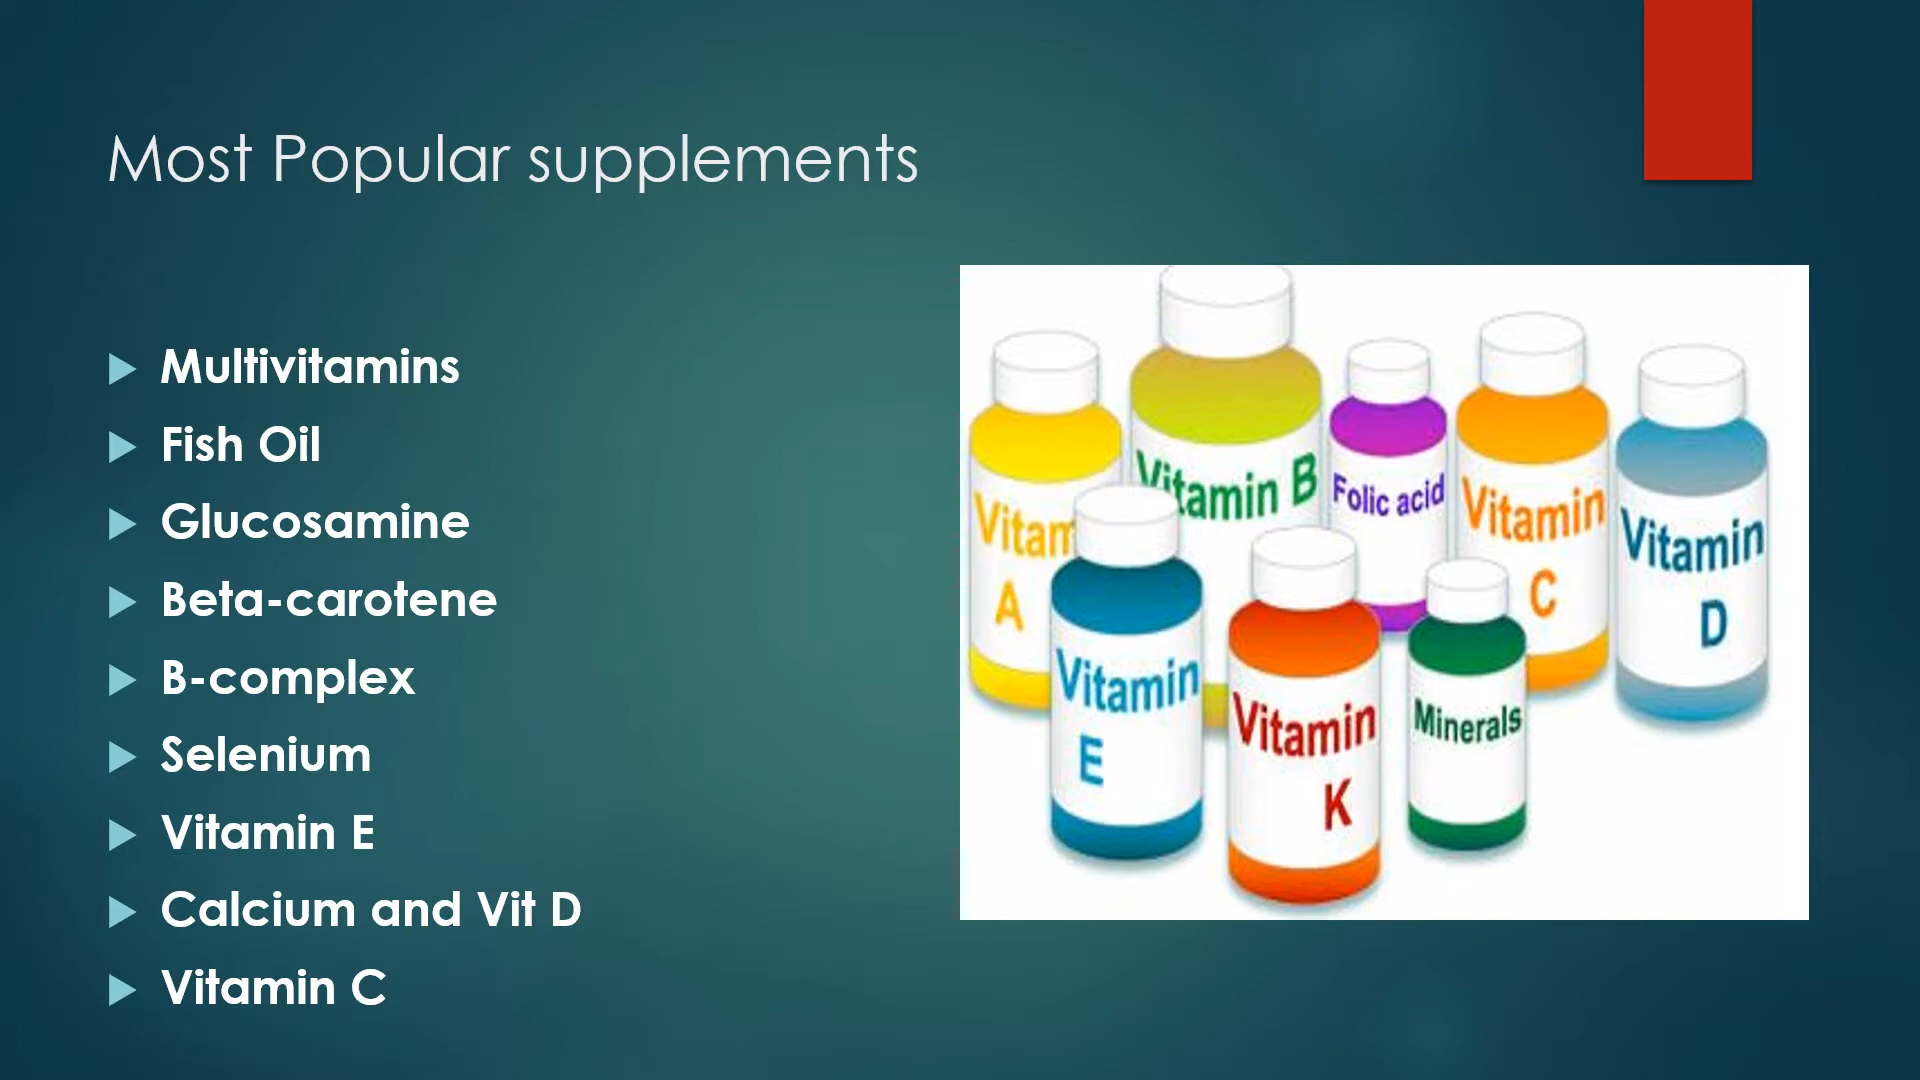 Most Popular supplements
Multivitamins
Fish Oil
Glucosamine
Beta-carotene
B-complex
Selenium
Vitamin E
Calcium and Vit D
Vitamin C
Vitam
A
Vitamin B
Folic acid
Vitamin
C
Vitamin
D
Vitamin
E
Vitamin
K
Minerals